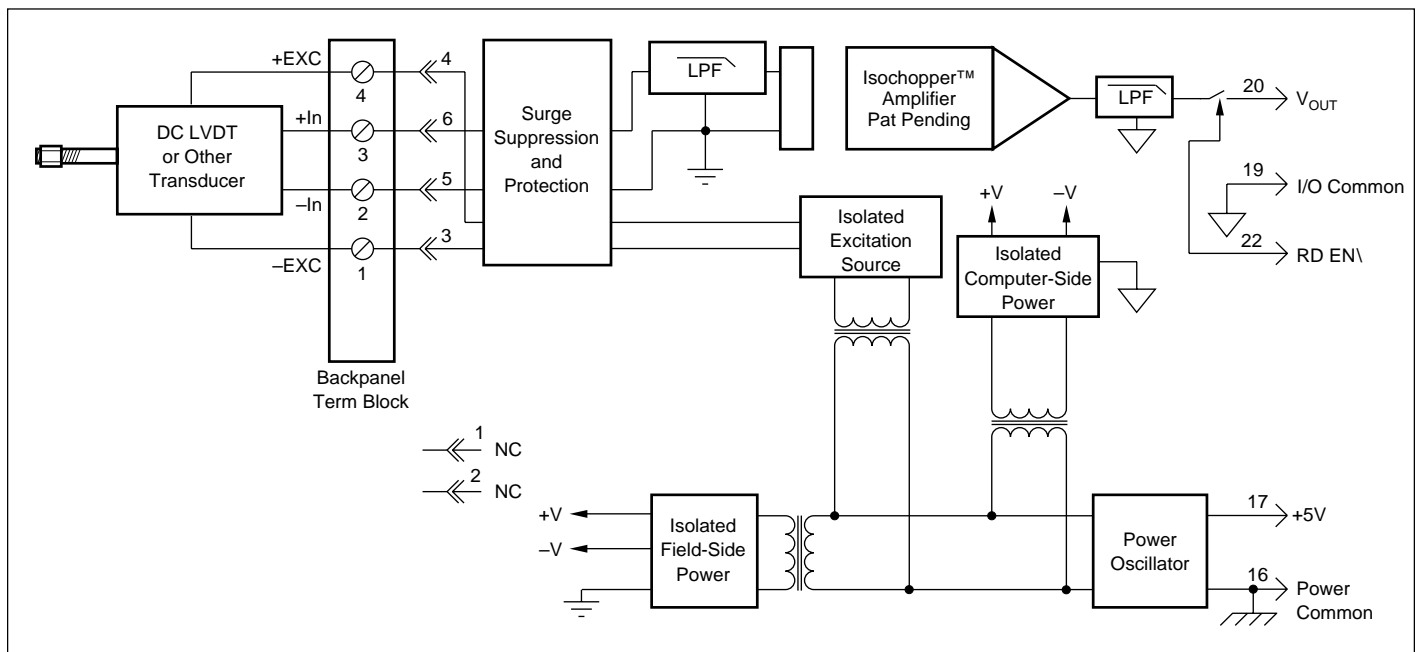 +EXC
4
4
+In
6
3
–In
5
2
–EXC
3
1
DC LVDT
or Other
Transducer
Backpanel
Term Block
Surge
Suppression
and
Protection
LPF
Isochopper™
Amplifier
Pat Pending
LPF
20
VOUT
19
I/O Common
22
RD EN\
Isolated
Excitation
Source
+V
–V
Isolated
Computer-Side
Power
1
NC
2
NC
+V
–V
Isolated
Field-Side
Power
Power
Oscillator
17
+5V
16
Power
Common